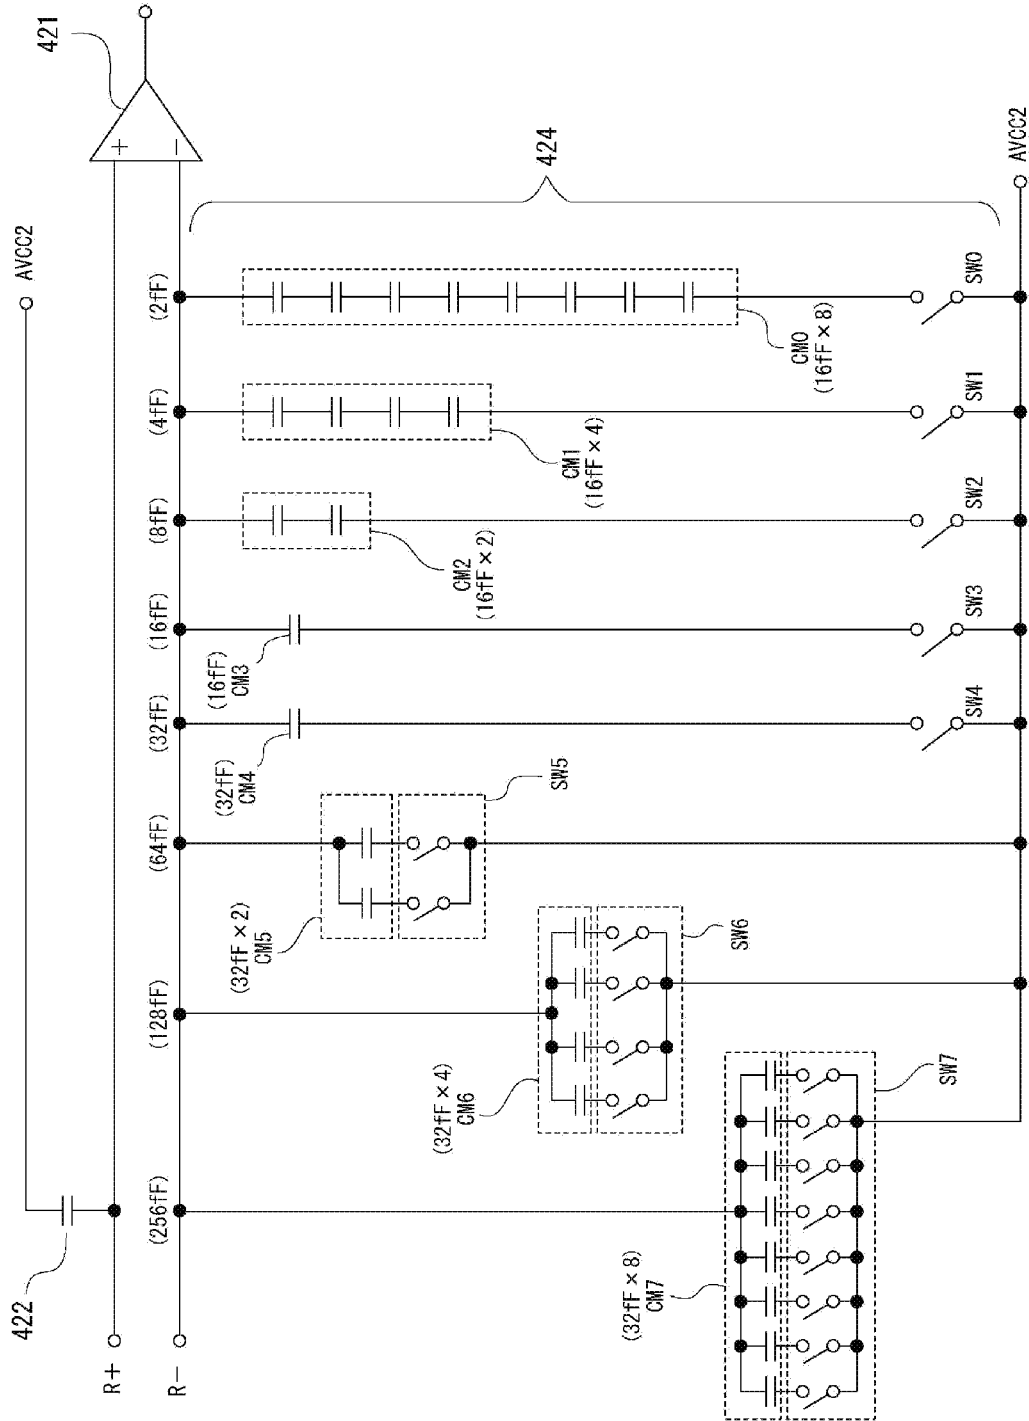 421
AVCC2
+
−
424
AVCC2
(2fF)
(4fF)
(8fF)
(16fF)
(32fF)
(64fF)
(128fF)
(256fF)
CM0
(16fF×8)
CM1
(16fF×4)
CM2
(16fF×2)
(16fF)
CM3
(32fF)
CM4
(32fF×2)
CM5
(32fF×4)
CM6
(32fF×8)
CM7
SW0
SW1
SW2
SW3
SW4
SW5
SW6
SW7
422
R+
R−